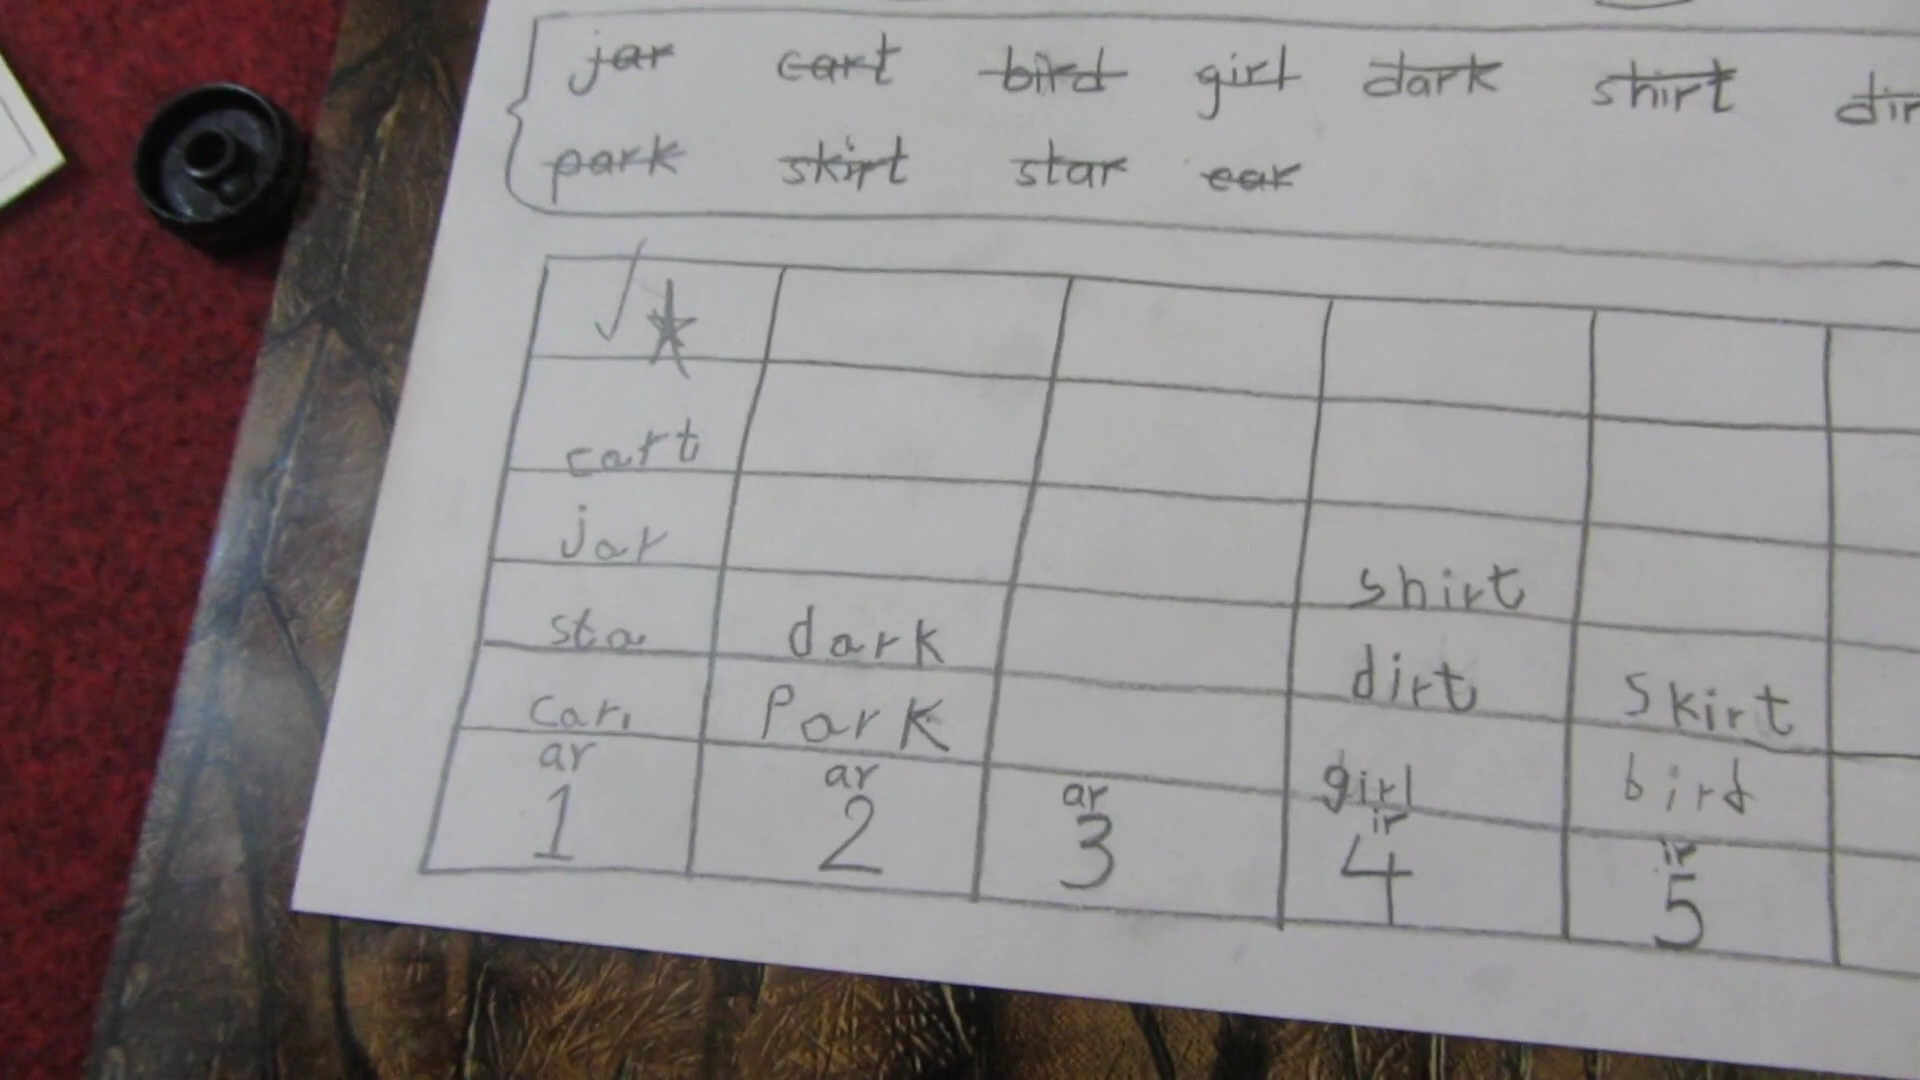 jar cart bird girl dark shirt dir
park skirt star car
cart
jar shirt
sta dark dirt skirt
car. Park girl bird
ar ar ar ir ir
1 2 3 4 5